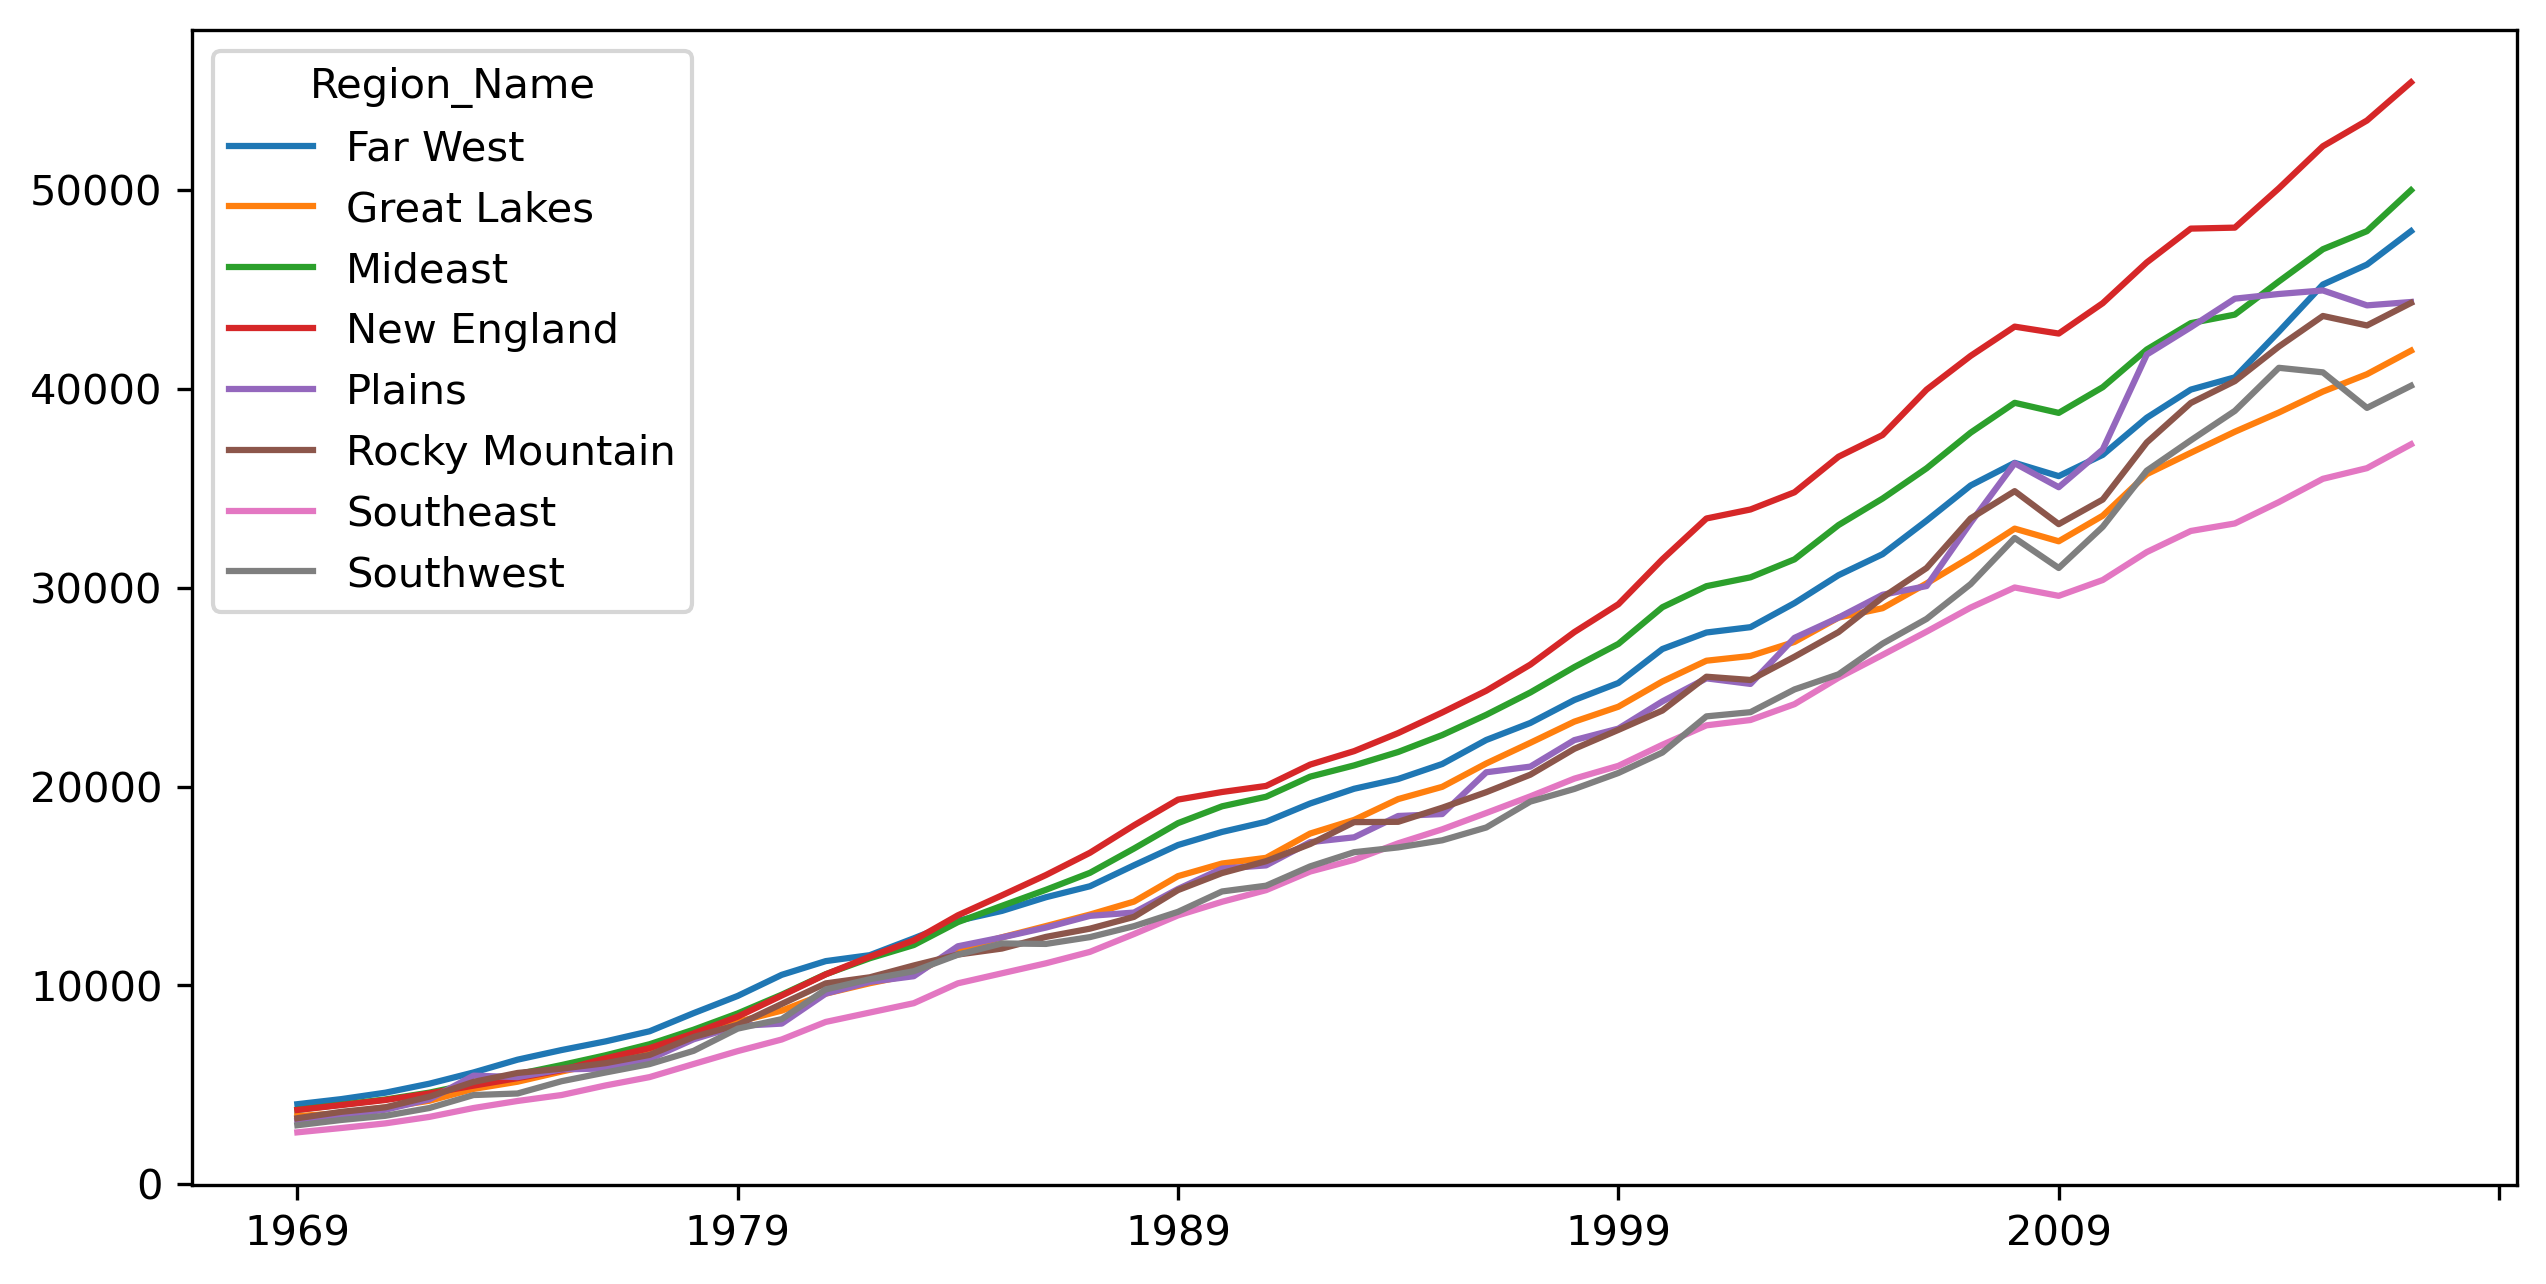 Region_Name
Far West
Great Lakes
Mideast
New England
Plains
Rocky Mountain
Southeast
Southwest
50000
40000
30000
20000
10000
0
1969 1979 1989 1999 2009